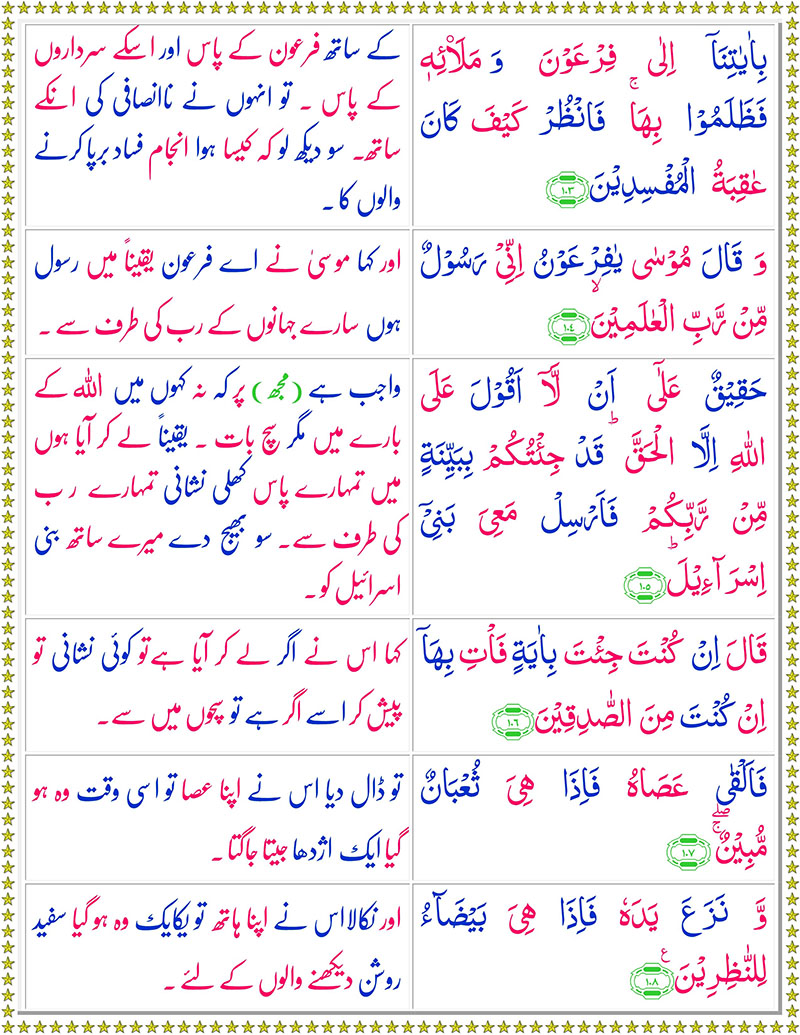 بِاٰيٰتِنَاۤ اِلٰى فِرْعَوْنَ وَ مَلَا۠ئِهٖ
فَظَلَمُوْا بِهَاۚ فَانْظُرْ كَيْفَ كَانَ
عٰقِبَةُ الْمُفْسِدِيْنَ ۱۰۳
کے ساتھ فرعون کے پاس اور اسکے سرداروں
کے پاس ۔ تو انہوں نے ناانصافی کی انکے
ساتھ۔ سو دیکھ لو کہ کیسا ہوا انجام فساد برپا کرنے
والوں کا ۔
وَ قَالَ مُوْسٰى يٰفِرْعَوْنُ اِنِّیْ رَسُوْلٌ
مِّنْ رَّبِّ الْعٰلَمِيْنَۙ ۱۰٤
اور کہا موسیٰ نے اے فرعون یقیناً میں رسول
ہوں سارے جہانوں کے رب کی طرف سے ۔
حَقِيْقٌ عَلٰۤى اَنْ لَّاۤ اَقُوْلَ عَلَى
اللّٰهِ اِلَّا الْحَقَّؕ قَدْ جِئْتُكُمْ بِبَيِّنَةٍ
مِّنْ رَّبِّكُمْ فَاَرْسِلْ مَعِیَ بَنِیْۤ
اِسْرَآءِيْلَؕ ۱۰۵
واجب ہے (مجھ) پر کہ نہ کہوں میں اللہ کے
بارے میں مگر سچ بات ۔ یقیناً لے کر آیا ہوں
میں تمہارے پاس کھلی نشانی تمہارے رب
کی طرف سے۔ سو بھیج دے میرے ساتھ بنی
اسرائیل کو ۔
قَالَ اِنْ كُنْتَ جِئْتَ بِاٰيَةٍ فَاْتِ بِهَاۤ
اِنْ كُنْتَ مِنَ الصّٰدِقِيْنَ ۱۰٦
کہا اس نے اگر لے کر آیا ہے تو کوئی نشانی تو
پیش کر اسے اگر ہے تو سچوں میں سے۔
فَاَلْقٰى عَصَاهُ فَاِذَا هِیَ ثُعْبَانٌ
مُّبِيْنٌۚۖ ۱۰۷
تو ڈال دیا اس نے اپنا عصا تو اسی وقت وہ ہو
گیا ایک اژدھا جیتا جاگتا ۔
وَّ نَزَعَ يَدَهٗ فَاِذَا هِیَ بَيْضَآءُ
لِلنّٰظِرِيْنَ ع ۱۰۸
اور نکالا اس نے اپنا ہاتھ تو یکایک وہ ہو گیا سفید
روشن دیکھنے والوں کے لئے ۔